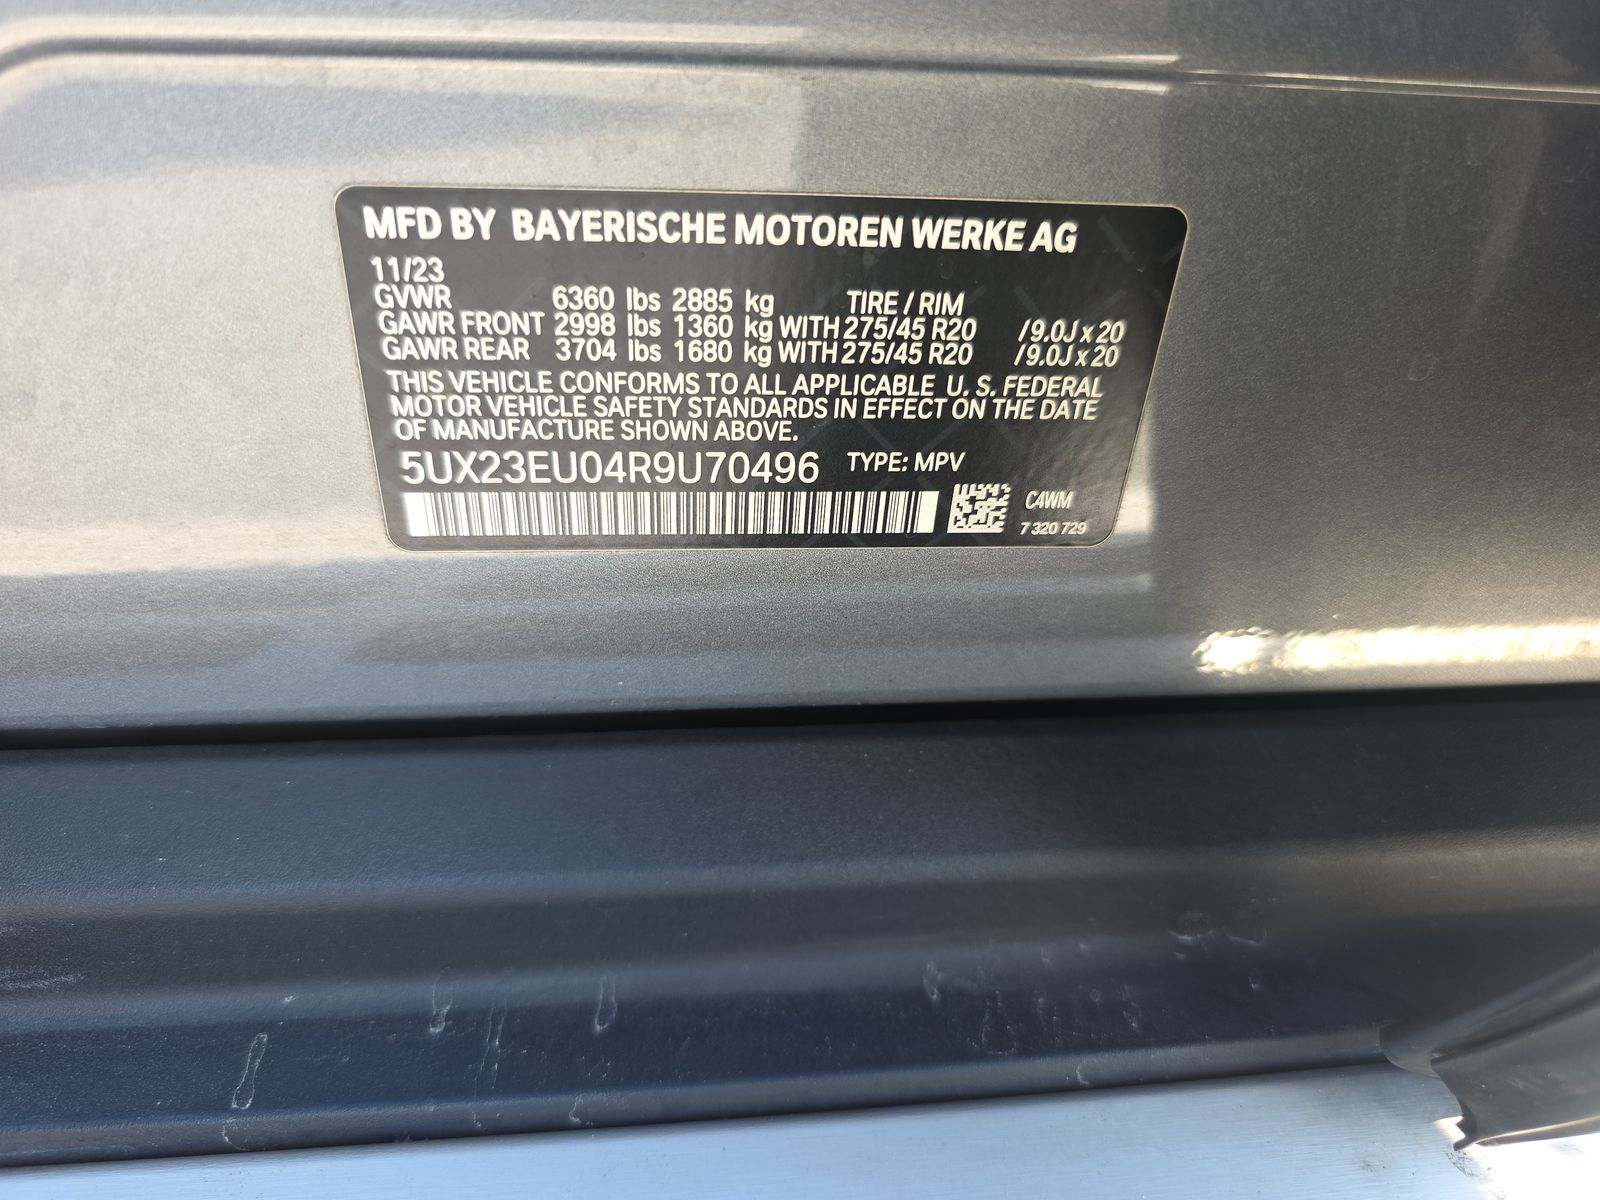 MFD BY BAYERISCHE MOTOREN WERKE AG
11/23
GVWR 6360 lbs 2885 kg TIRE / RIM
GAWR FRONT 2998 lbs 1360 kg WITH 275/45 R20 /9.0J x 20
GAWR REAR 3704 lbs 1680 kg WITH 275/45 R20 /9.0J x 20
THIS VEHICLE CONFORMS TO ALL APPLICABLE U. S. FEDERAL
MOTOR VEHICLE SAFETY STANDARDS IN EFFECT ON THE DATE
OF MANUFACTURE SHOWN ABOVE.
5UX23EU04R9U70496 TYPE: MPV
C4WM
7 320 729